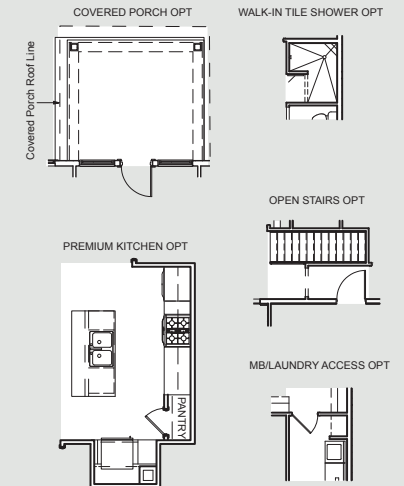 COVERED PORCH OPT
WALK-IN TILE SHOWER OPT
Covered Porch Roof Line
OPEN STAIRS OPT
PREMIUM KITCHEN OPT
PANTRY
MB/LAUNDRY ACCESS OPT